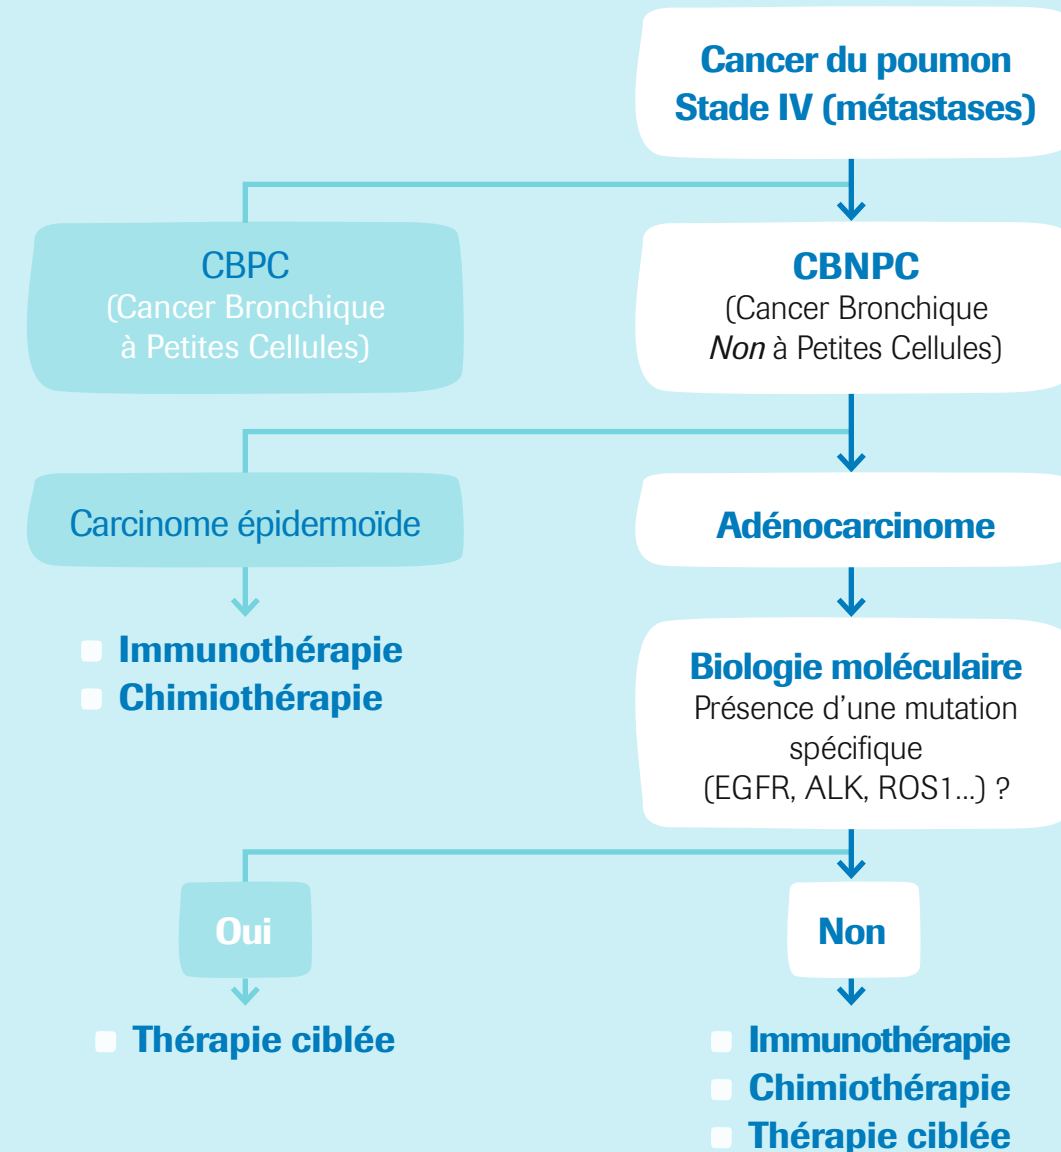 Cancer du poumon
Stade IV (métastases)
CBPC
(Cancer Bronchique
à Petites Cellules)
CBNPC
(Cancer Bronchique
Non à Petites Cellules)
Carcinome épidermoïde
Adénocarcinome
Immunothérapie
Chimiothérapie
Biologie moléculaire
Présence d’une mutation
spécifique
(EGFR, ALK, ROS1...) ?
Oui
Non
Thérapie ciblée
Immunothérapie
Chimiothérapie
Thérapie ciblée